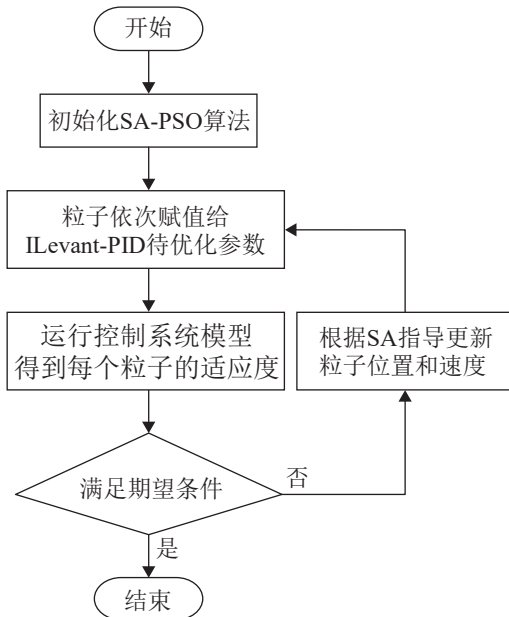 开始
初始化SA-PSO算法
粒子依次赋值给
ILevant-PID待优化参数
运行控制系统模型
得到每个粒子的适应度
根据SA指导更新
粒子位置和速度
满足期望条件
否
是
结束